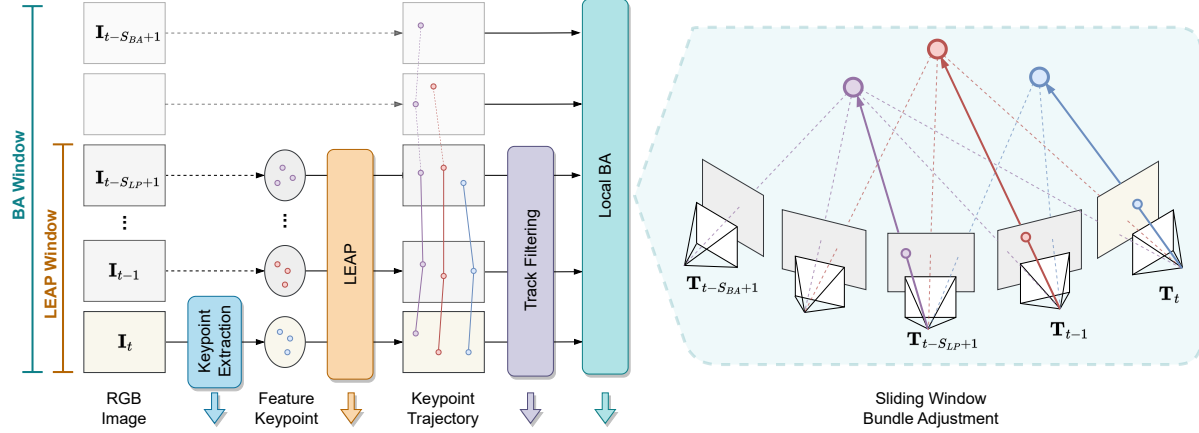 BA Window
LEAP Window
I_{t-S_{BA}+1}
I_{t-S_{LP}+1}
⋮
I_{t-1}
I_t
Keypoint
Extraction
⋯
LEAP
Track Filtering
Local BA
RGB
Image
Feature
Keypoint
Keypoint
Trajectory
T_{t-S_{BA}+1}
T_{t-S_{LP}+1}
T_{t-1}
T_t
Sliding Window
Bundle Adjustment